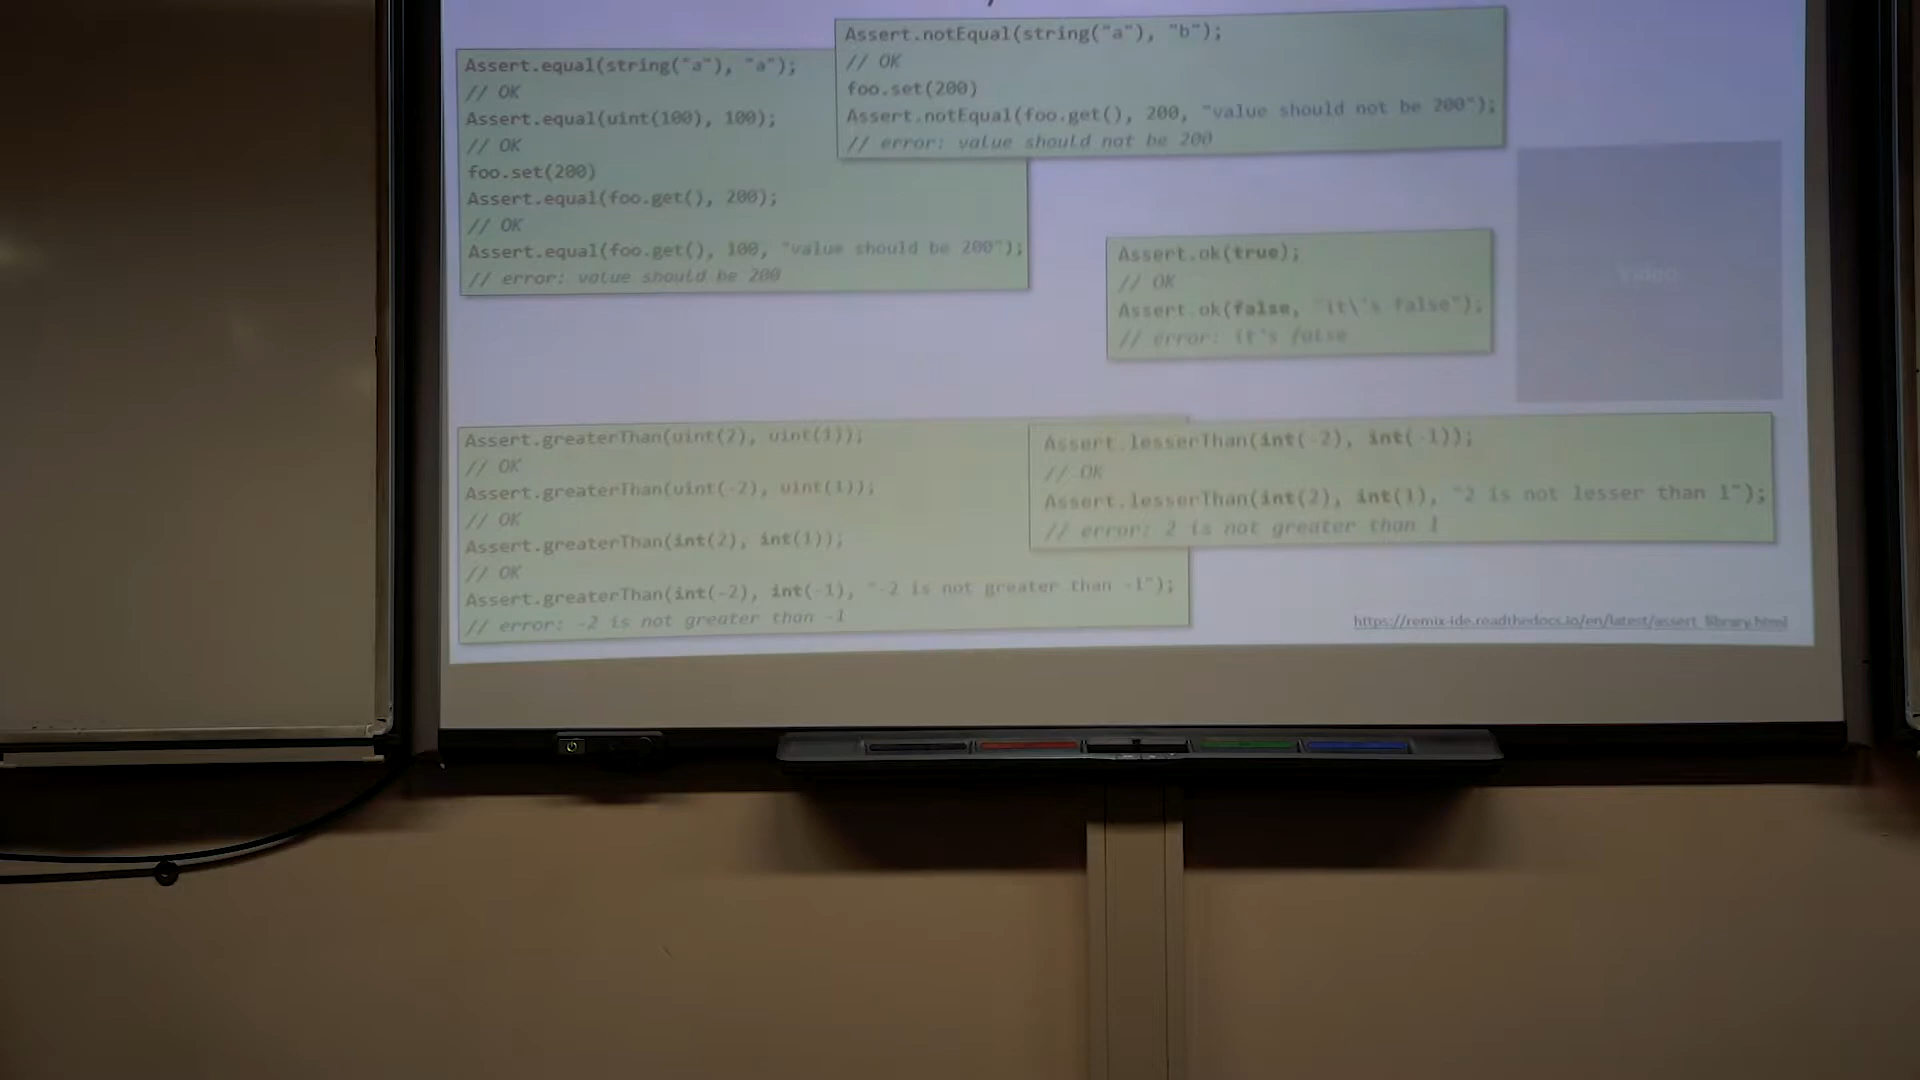 Assert.equal(string("a"), "a");
// OK
Assert.equal(uint(100), 100);
// OK
foo.set(200)
Assert.equal(foo.get(), 200);
// OK
Assert.equal(foo.get(), 100, "value should be 200");
// error: value should be 200
Assert.notEqual(string("a"), "b");
// OK
foo.set(200)
Assert.notEqual(foo.get(), 200, "value should not be 200");
// error: value should not be 200
Assert.ok(true);
// OK
Assert.ok(false, "it\'s false");
// error: it's false
Video
Assert.greaterThan(uint(2), uint(1));
// OK
Assert.greaterThan(uint(-2), uint(1));
// OK
Assert.greaterThan(int(2), int(1));
// OK
Assert.greaterThan(int(-2), int(-1), "-2 is not greater than -1");
// error: -2 is not greater than -1
Assert.lesserThan(int(-2), int(-1));
// OK
Assert.lesserThan(int(2), int(1), "2 is not lesser than 1");
// error: 2 is not greater than 1
https://remix-ide.readthedocs.io/en/latest/assert_library.html